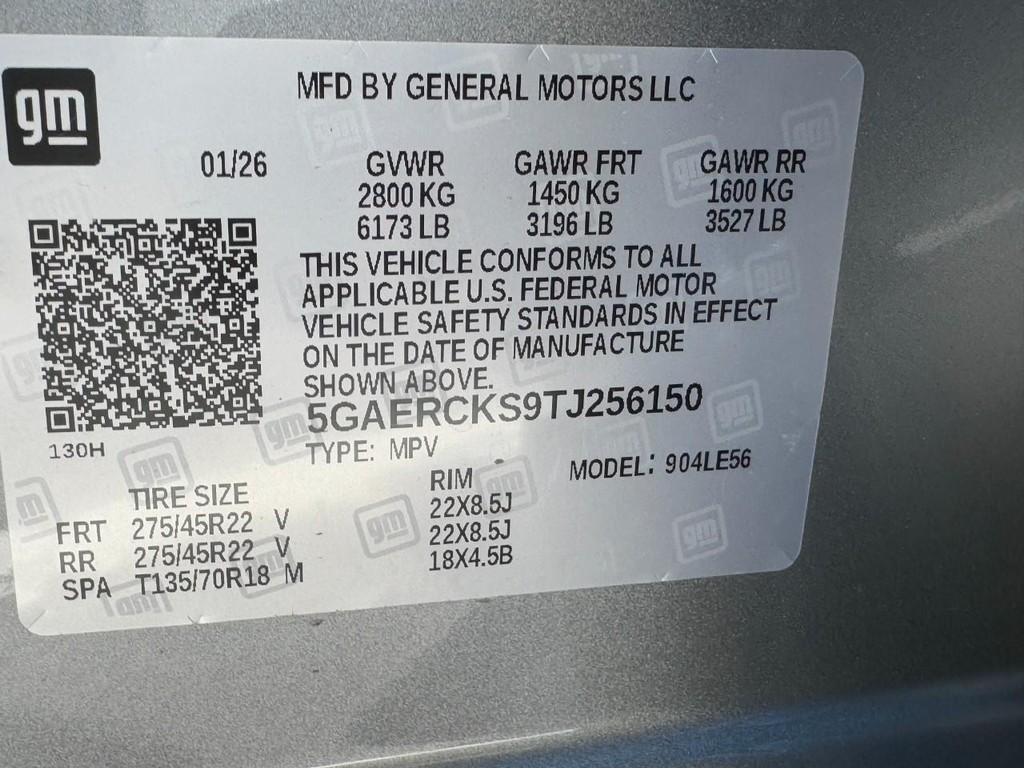 gm
MFD BY GENERAL MOTORS LLC
01/26 GVWR GAWR FRT GAWR RR
2800 KG 1450 KG 1600 KG
6173 LB 3196 LB 3527 LB
THIS VEHICLE CONFORMS TO ALL
APPLICABLE U.S. FEDERAL MOTOR
VEHICLE SAFETY STANDARDS IN EFFECT
ON THE DATE OF MANUFACTURE
SHOWN ABOVE.
5GAERCKS9TJ256150
130H
TYPE: MPV MODEL: 904LE56
TIRE SIZE RIM
FRT 275/45R22 V 22X8.5J
RR 275/45R22 V 22X8.5J
SPA T135/70R18 M 18X4.5B